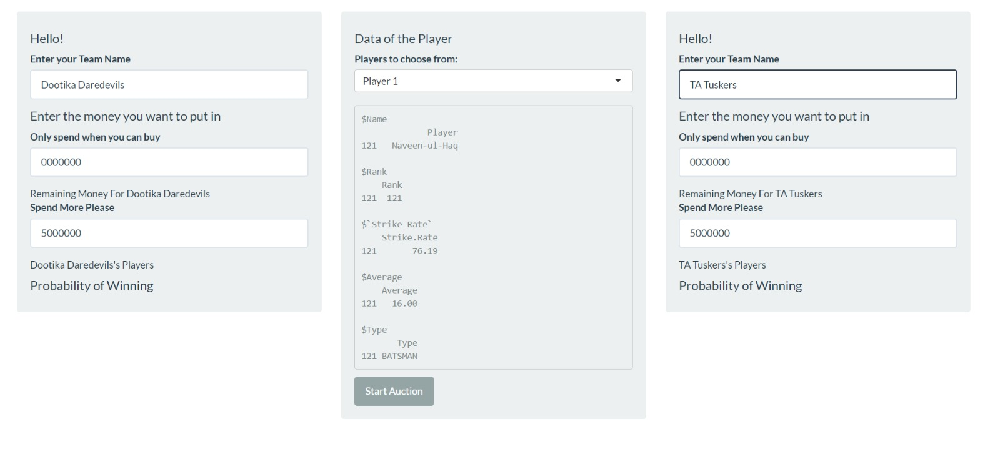 Hello!
Enter your Team Name
Dootika Daredevils
Enter the money you want to put in
Only spend when you can buy
0000000
Remaining Money For Dootika Daredevils
Spend More Please
5000000
Dootika Daredevils's Players
Probability of Winning
Data of the Player
Players to choose from:
Player 1
$Name
Player
121 Naveen-ul-Haq
$Rank
Rank
121 121
$`Strike Rate`
Strike.Rate
121 76.19
$Average
Average
121 16.00
$Type
Type
121 BATSMAN
Start Auction
Hello!
Enter your Team Name
TA Tuskers
Enter the money you want to put in
Only spend when you can buy
0000000
Remaining Money For TA Tuskers
Spend More Please
5000000
TA Tuskers's Players
Probability of Winning